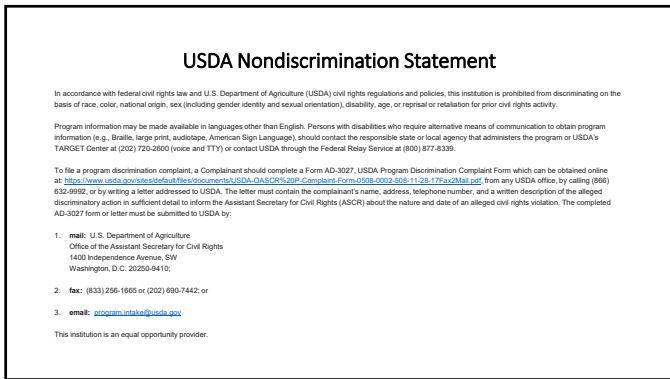 USDA Nondiscrimination Statement
In accordance with federal civil rights law and U.S. Department of Agriculture (USDA) civil rights regulations and policies, this institution is prohibited from discriminating on the
basis of race, color, national origin, sex (including gender identity and sexual orientation), disability, age, or reprisal or retaliation for prior civil rights activity.
Program information may be made available in languages other than English. Persons with disabilities who require alternative means of communication to obtain program
information (e.g., Braille, large print, audiotape, American Sign Language), should contact the responsible state or local agency that administers the program or USDA's
TARGET Center at (202) 720-2600 (voice and TTY) or contact USDA through the Federal Relay Service at (800) 877-8339.
To file a program discrimination complaint, a Complainant should complete a Form AD-3027, USDA Program Discrimination Complaint Form which can be obtained online
at: https://www.usda.gov/sites/default/files/documents/USDA-OASCR%20P-Complaint-Form-0508-0002-508-11-28-17Fax2Mail.pdf, from any USDA office, by calling (866)
632-9992, or by writing a letter addressed to USDA. The letter must contain the complainant's name, address, telephone number, and a written description of the alleged
discriminatory action in sufficient detail to inform the Assistant Secretary for Civil Rights (ASCR) about the nature and date of an alleged civil rights violation. The completed
AD-3027 form or letter must be submitted to USDA by:
1. mail: U.S. Department of Agriculture
Office of the Assistant Secretary for Civil Rights
1400 Independence Avenue, SW
Washington, D.C. 20250-9410;
2. fax: (833) 256-1665 or (202) 690-7442; or
3. email: program.intake@usda.gov
This institution is an equal opportunity provider.